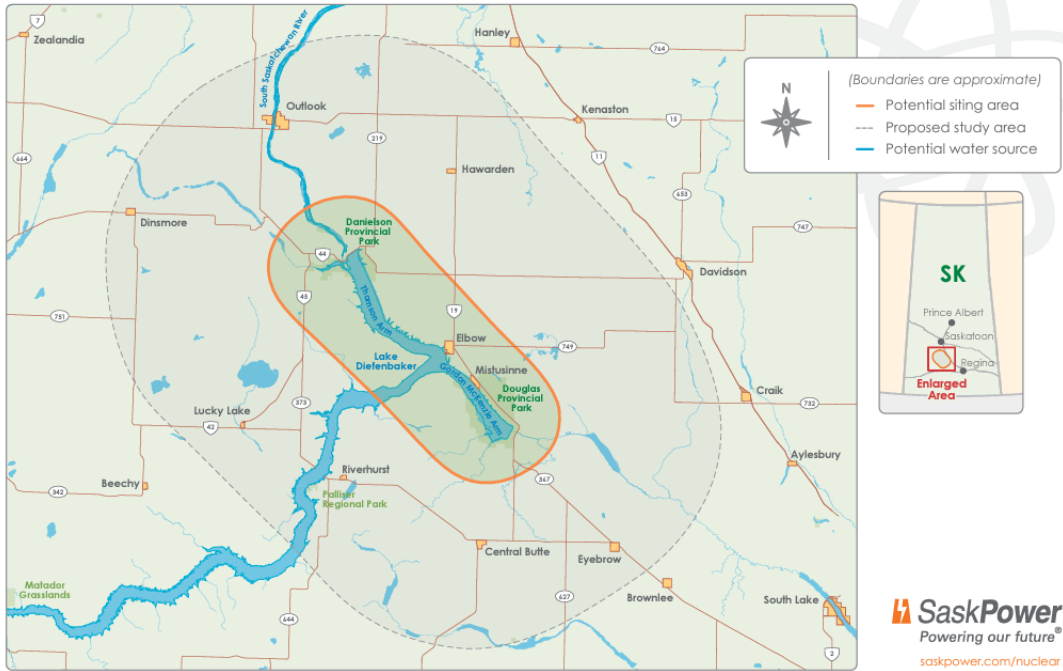 7
Zealandia
South Saskatchewan River
Hanley
764
Outlook
Kenaston
15
219
11
664
Hawarden
653
Dinsmore
Danielson
Provincial
Park
747
44
Davidson
45
Thomson Arm
19
751
Elbow
749
Lake
Diefenbaker
Mistusinne
Gordon McKenzie Arm
Douglas
Provincial
Park
Craik
373
732
Lucky Lake
42
Aylesbury
Riverhurst
367
Beechy
342
Palliser
Regional Park
Central Butte
Eyebrow
Matador
Grasslands
Brownlee
627
South Lake
644
2
N
(Boundaries are approximate)
Potential siting area
Proposed study area
Potential water source
SK
Prince Albert
Saskatoon
Regina
Enlarged
Area
SaskPower
Powering our future®
saskpower.com/nuclear